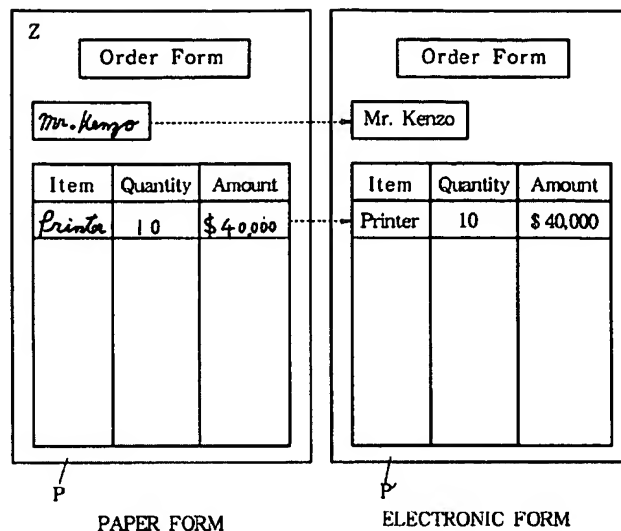 Z
Order Form
Mr. Kenzo
Item Quantity Amount
Printer 10 $40,000
P
PAPER FORM
Order Form
Mr. Kenzo
Item Quantity Amount
Printer 10 $40,000
P'
ELECTRONIC FORM